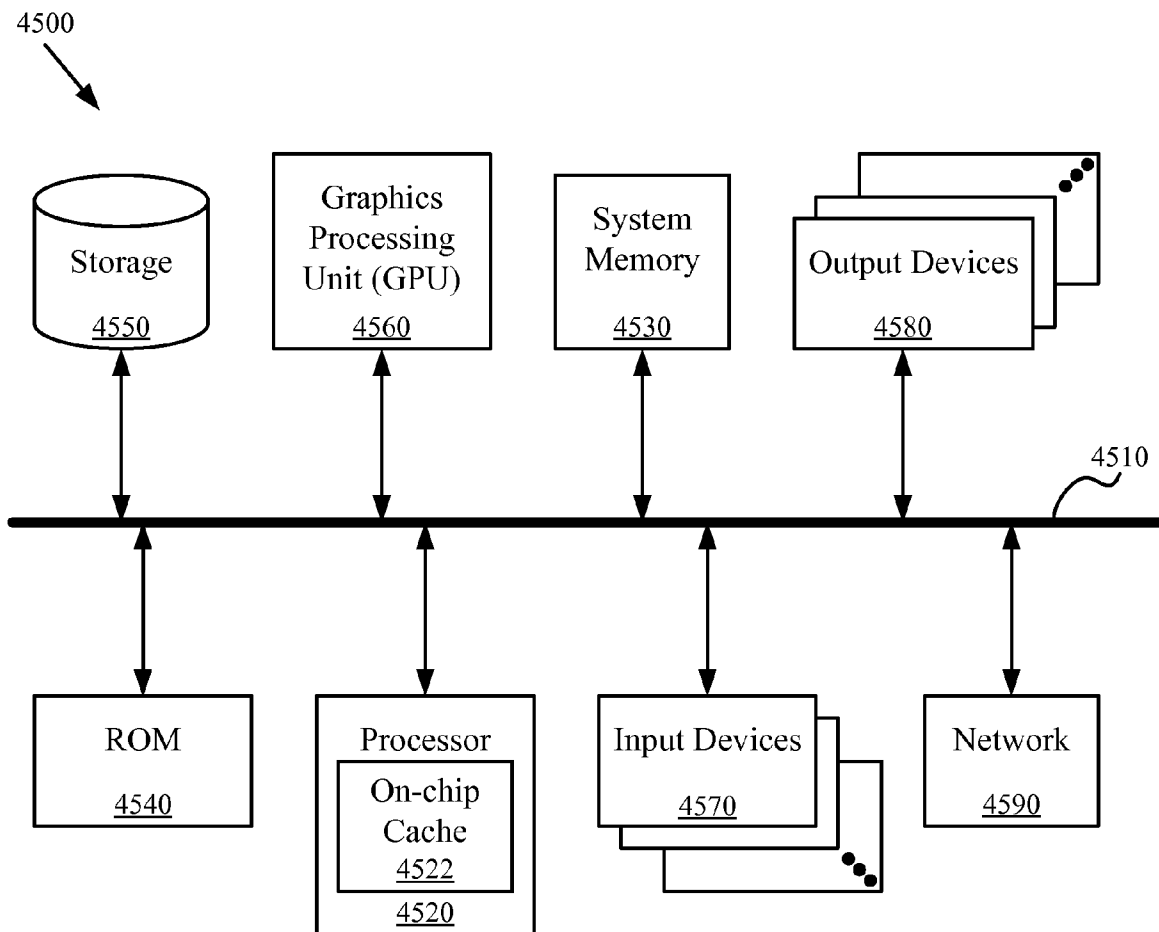 4500
Storage
4550
Graphics
Processing
Unit (GPU)
4560
System
Memory
4530
Output Devices
4580
4510
ROM
4540
Processor
On-chip
Cache
4522
4520
Input Devices
4570
Network
4590